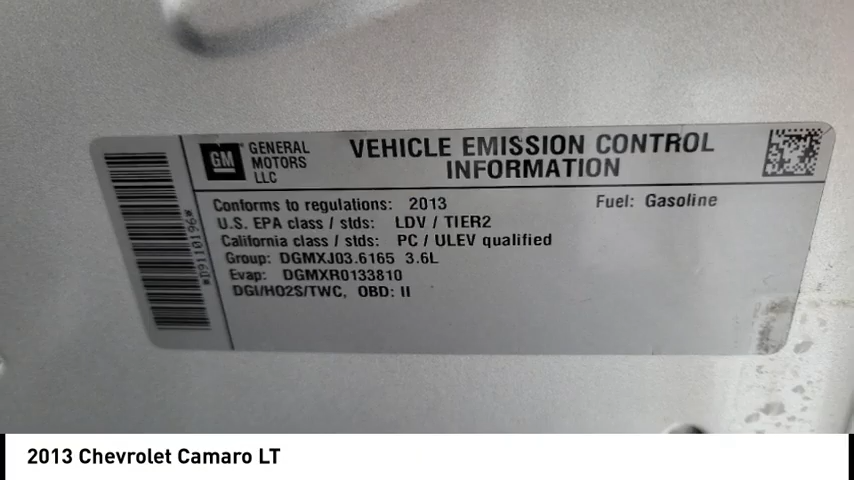 GM
GENERAL
MOTORS
LLC
VEHICLE EMISSION CONTROL
INFORMATION
*D9110196W
Conforms to regulations: 2013
Fuel: Gasoline
U.S. EPA class / stds: LDV / TIER2
California class / stds: PC / ULEV qualified
Group: DGMXJ03.6165 3.6L
Evap: DGMXR0133810
DGI/HO2S/TWC, OBD: II
2013 Chevrolet Camaro LT